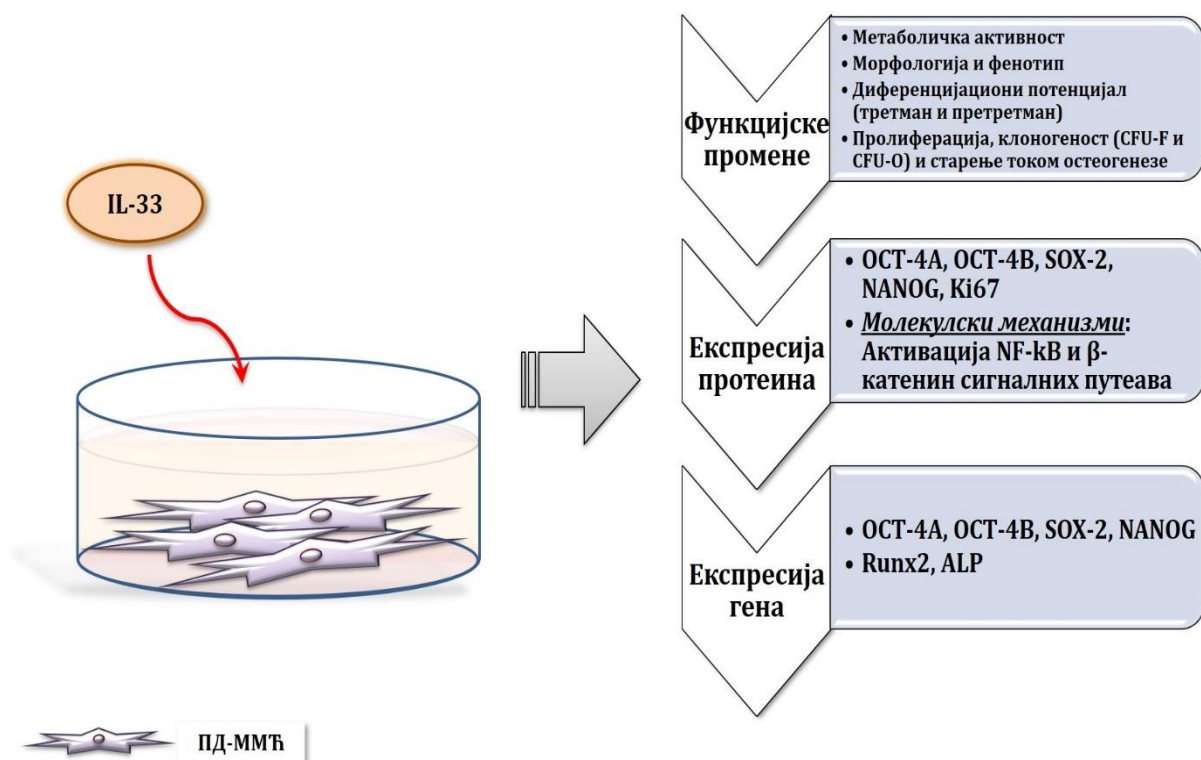 IL-33
ПД-ММЋ
Функцијске
промене
• Метаболичка активност
• Морфологија и фенотип
• Диференцијациони потенцијал
(третман и претретман)
• Пролиферација, клоногеност (CFU-F и
CFU-O) и старење током остеогенезе
Експресија
протеина
• OCT-4A, OCT-4B, SOX-2,
NANOG, Ki67
• Молекулски механизми:
Активација NF-kB и β-
катенин сигналних путеава
Експресија
гена
• OCT-4A, OCT-4B, SOX-2, NANOG
• Runx2, ALP